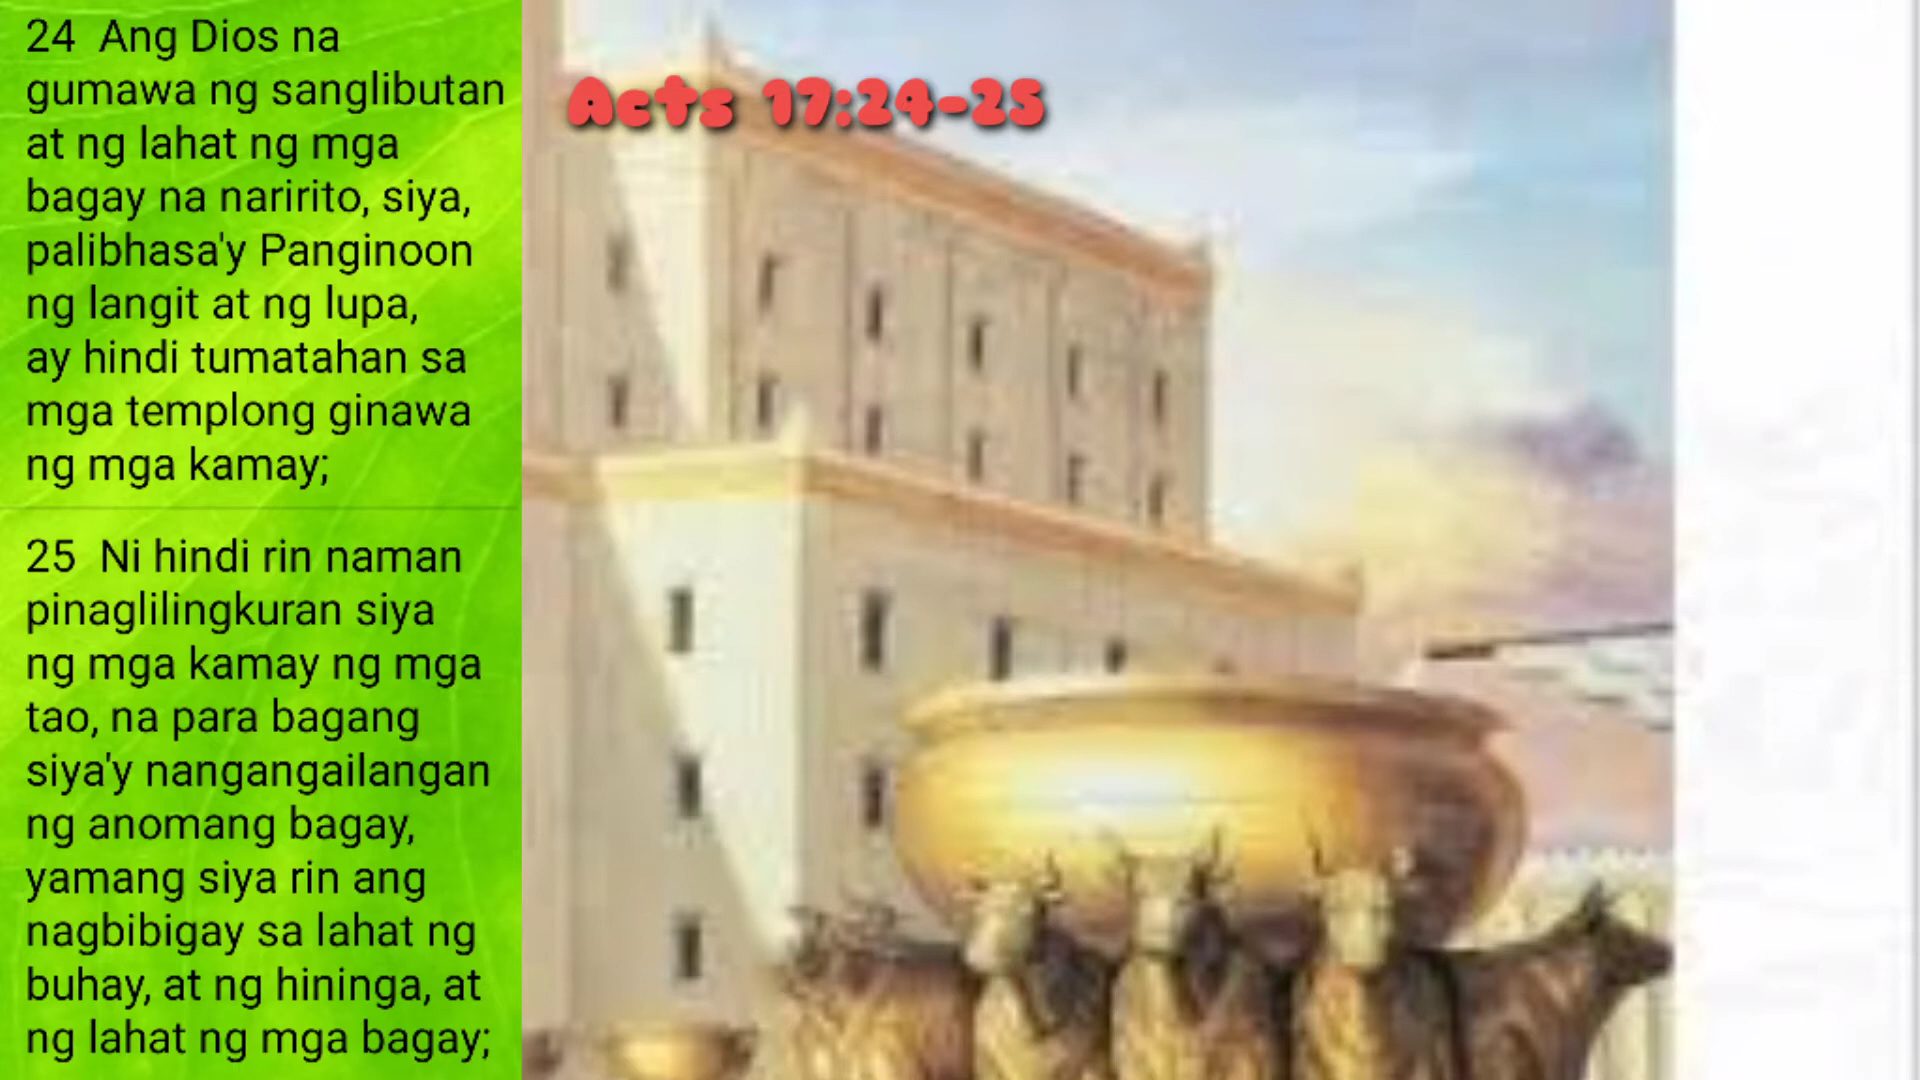 24 Ang Dios na
gumawa ng sanglibutan
at ng lahat ng mga
bagay na naririto, siya,
palibhasa'y Panginoon
ng langit at ng lupa,
ay hindi tumatahan sa
mga templong ginawa
ng mga kamay;
25 Ni hindi rin naman
pinaglilingkuran siya
ng mga kamay ng mga
tao, na para bagang
siya'y nangangailangan
ng anomang bagay,
yamang siya rin ang
nagbibigay sa lahat ng
buhay, at ng hininga, at
ng lahat ng mga bagay;
Acts 17:24-25